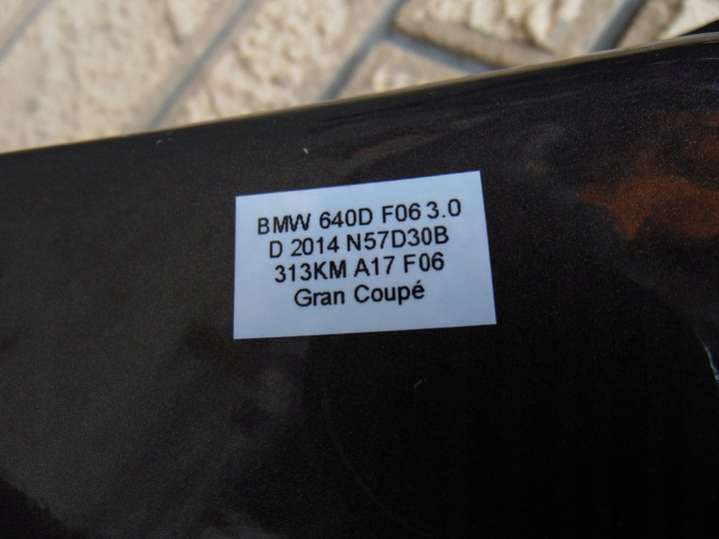 BMW 640D F06 3.0
D 2014 N57D30B
313KM A17 F06
Gran Coupé